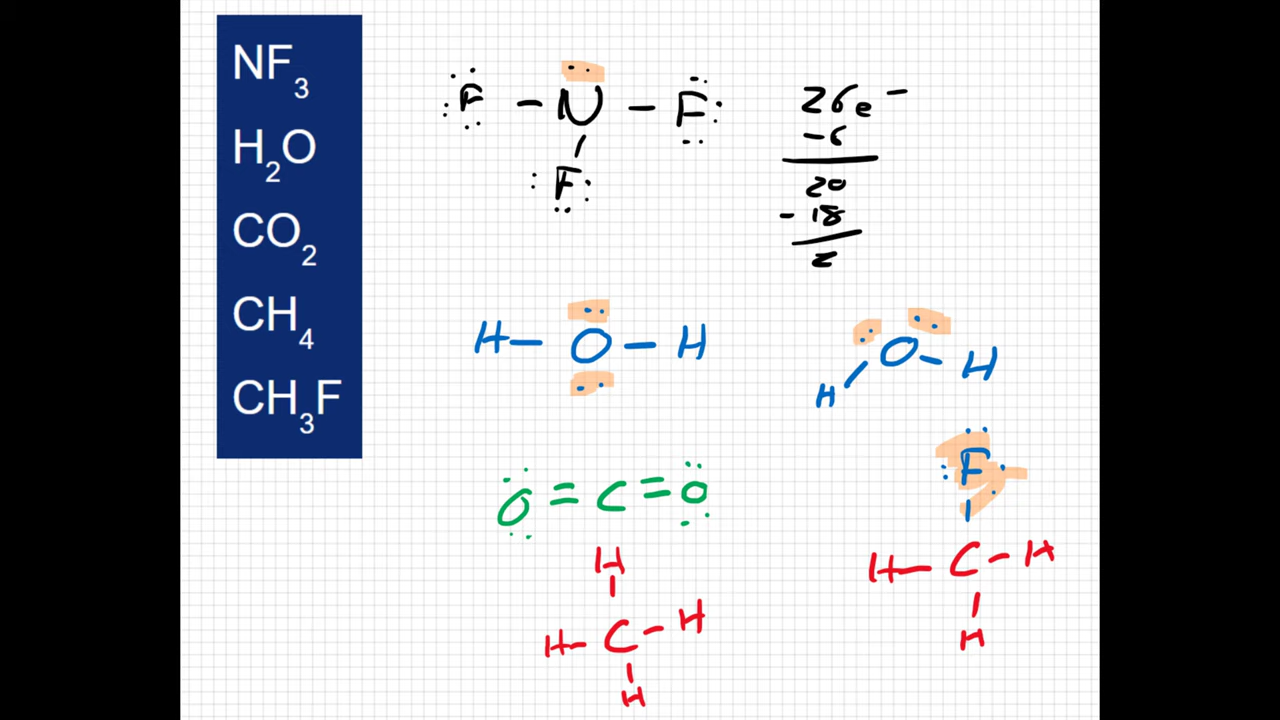 NF₃
H₂O
CO₂
CH₄
CH₃F
F - N - F
F
26e⁻
-6
20
-18
2
H - O - H
O - H
H
O = C = O
F
H - C - H
H
H
H - C - H
H